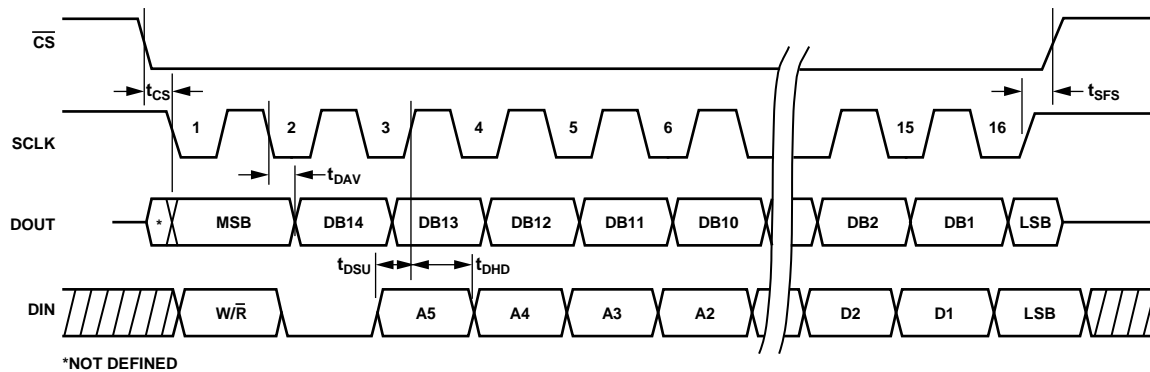 CS
tCS
tSFS
SCLK
1 2 3 4 5 6 15 16
tDAV
DOUT
* MSB DB14 DB13 DB12 DB11 DB10 DB2 DB1 LSB
tDSU tDHD
DIN
W/R A5 A4 A3 A2 D2 D1 LSB
*NOT DEFINED